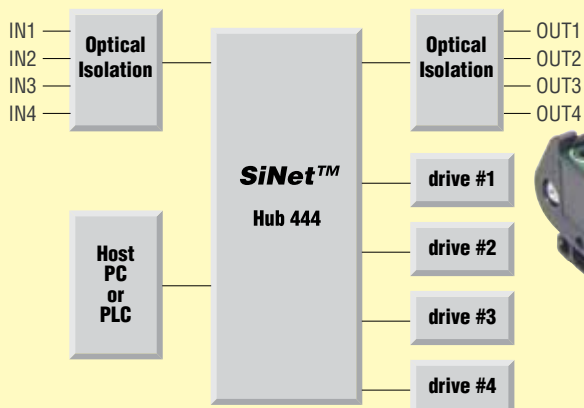 IN1
IN2
IN3
IN4
Optical
Isolation
SiNet™
Hub 444
Optical
Isolation
OUT1
OUT2
OUT3
OUT4
Host
PC
or
PLC
drive #1
drive #2
drive #3
drive #4